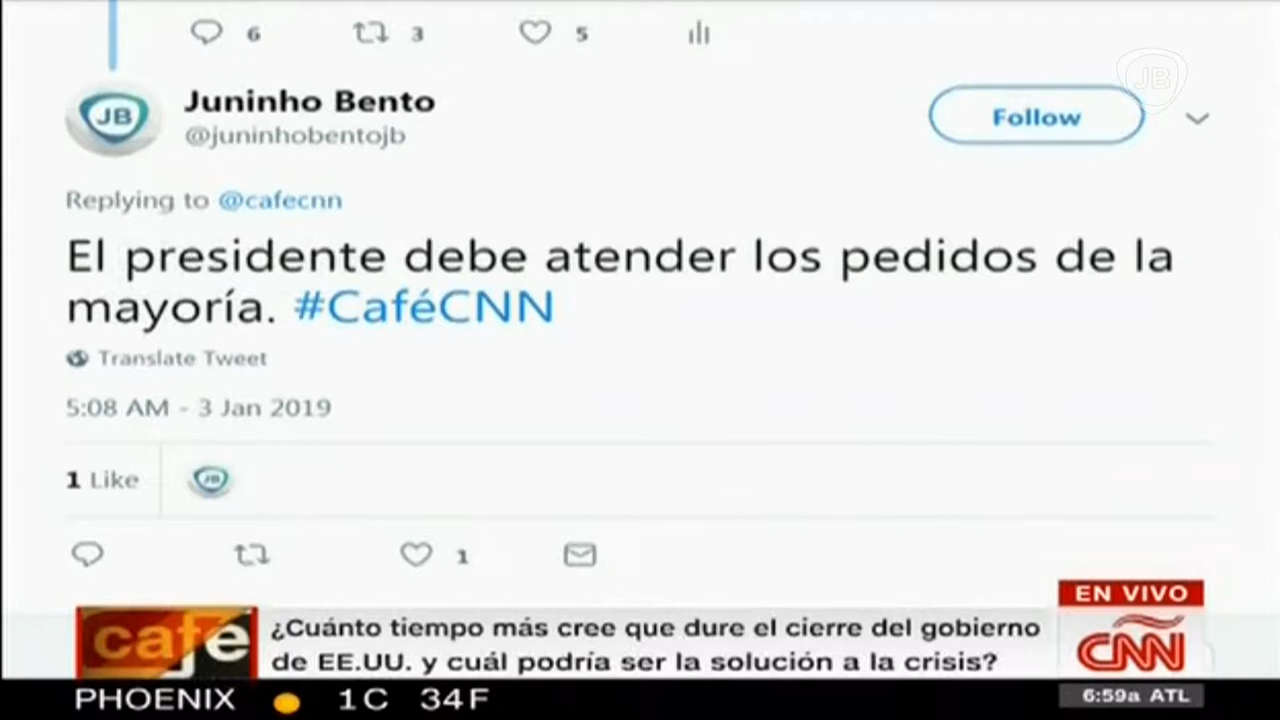 6 3 5
JB
Juninho Bento
@juninhobentojb
Follow
JB
Replying to @cafecnn
El presidente debe atender los pedidos de la
mayoría. #CaféCNN
Translate Tweet
5:08 AM - 3 Jan 2019
1 Like
JB
1
café
¿Cuánto tiempo más cree que dure el cierre del gobierno
de EE.UU. y cuál podría ser la solución a la crisis?
EN VIVO
CNN
PHOENIX 1C 34F
6:59a ATL